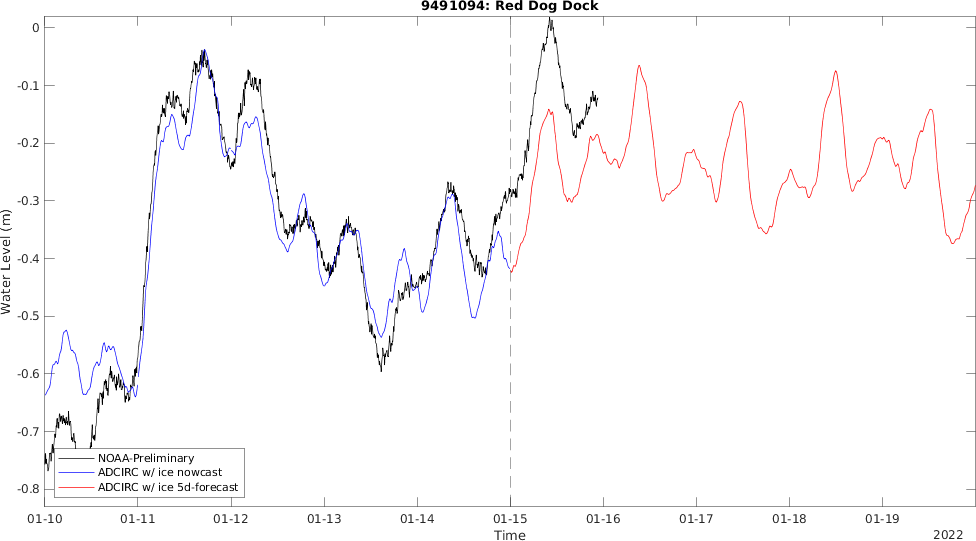 9491094: Red Dog Dock
0
-0.1
-0.2
-0.3
-0.4
-0.5
-0.6
-0.7
-0.8
Water Level (m)
NOAA-Preliminary
ADCIRC w/ ice nowcast
ADCIRC w/ ice 5d-forecast
01-10 01-11 01-12 01-13 01-14 01-15 01-16 01-17 01-18 01-19
Time
2022